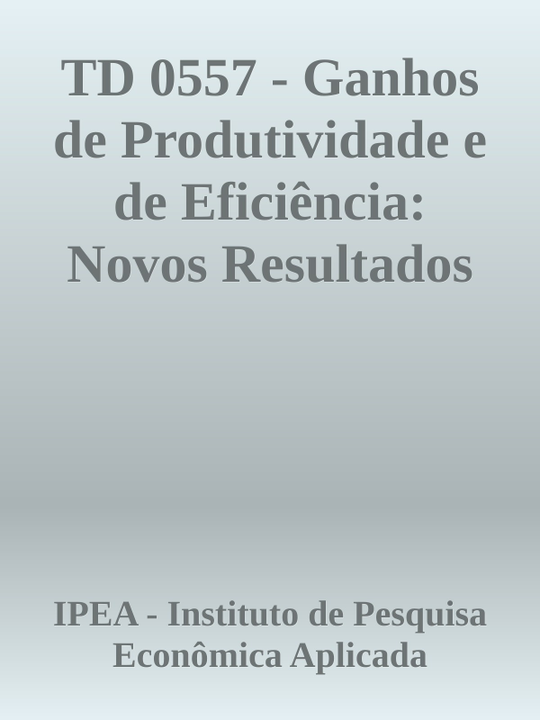 TD 0557 - Ganhos
de Produtividade e
de Eficiência:
Novos Resultados
IPEA - Instituto de Pesquisa
Econômica Aplicada